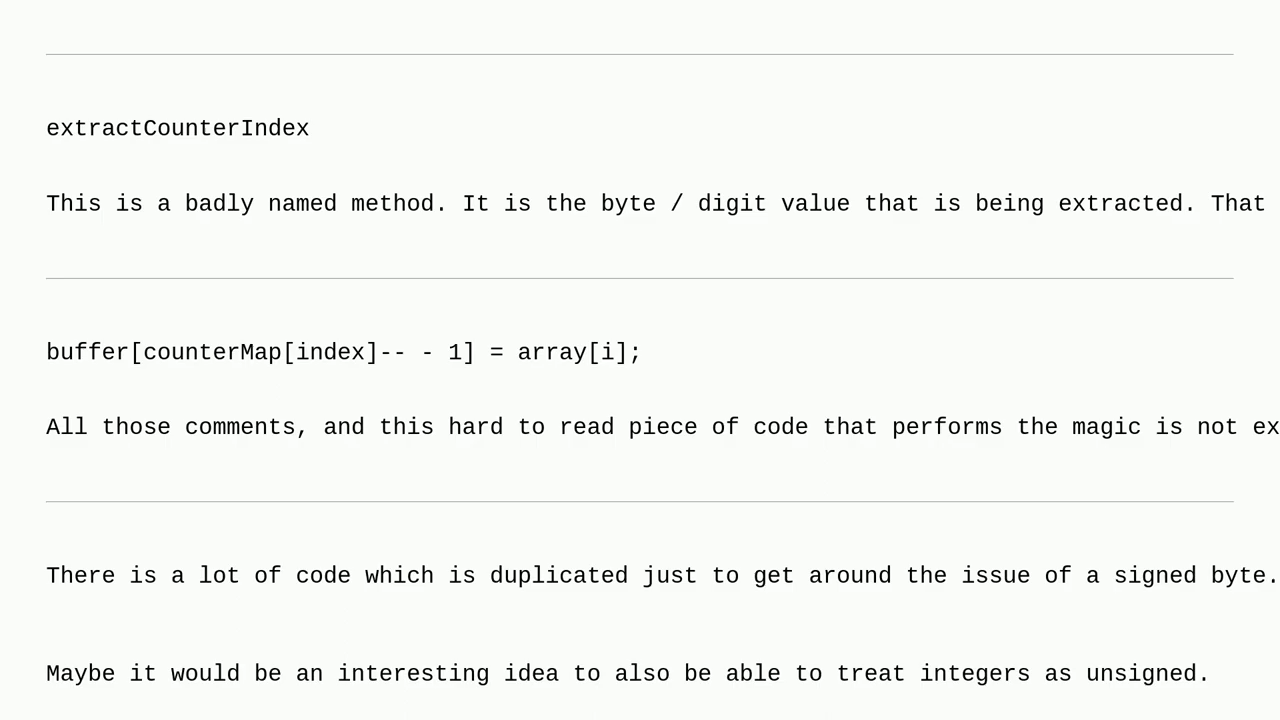 extractCounterIndex
This is a badly named method. It is the byte / digit value that is being extracted. That
buffer[counterMap[index]-- - 1] = array[i];
All those comments, and this hard to read piece of code that performs the magic is not
There is a lot of code which is duplicated just to get around the issue of a signed byte.
Maybe it would be an interesting idea to also be able to treat integers as unsigned.